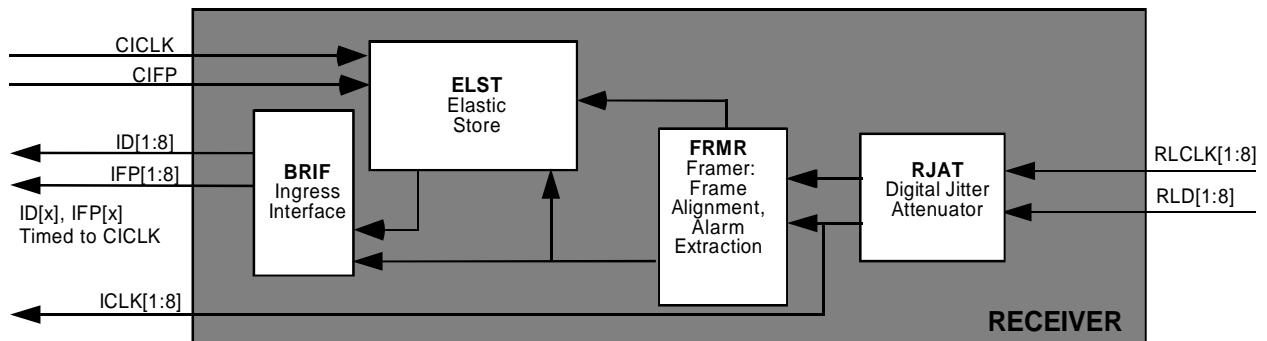 CICLK
CIFP
ELST
Elastic
Store
ID[1:8]
IFP[1:8]
ID[x], IFP[x]
Timed to CICLK
BRIF
Ingress
Interface
FRMR
Framer:
Frame
Alignment,
Alarm
Extraction
RJAT
Digital Jitter
Attenuator
RLCLK[1:8]
RLD[1:8]
ICLK[1:8]
RECEIVER